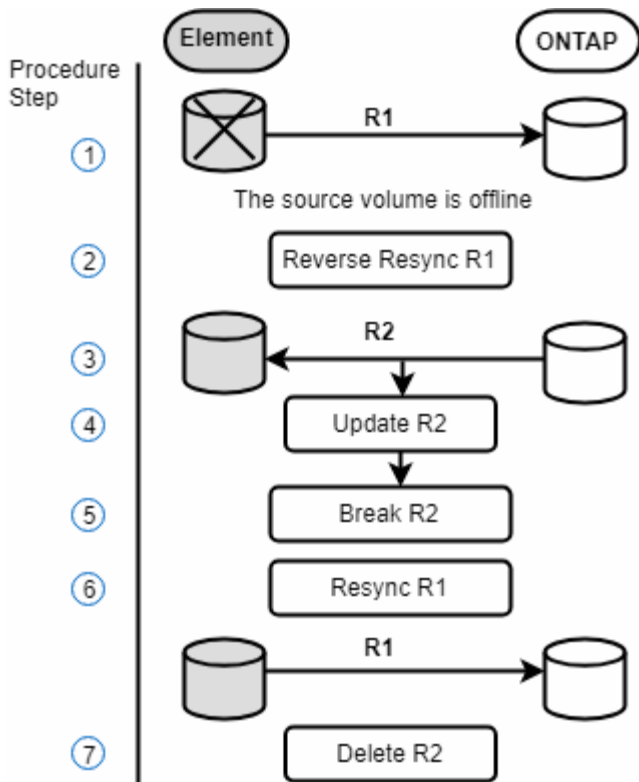 Element
ONTAP
Procedure
Step
R1
1
The source volume is offline
2
Reverse Resync R1
R2
3
4
Update R2
5
Break R2
6
Resync R1
R1
7
Delete R2